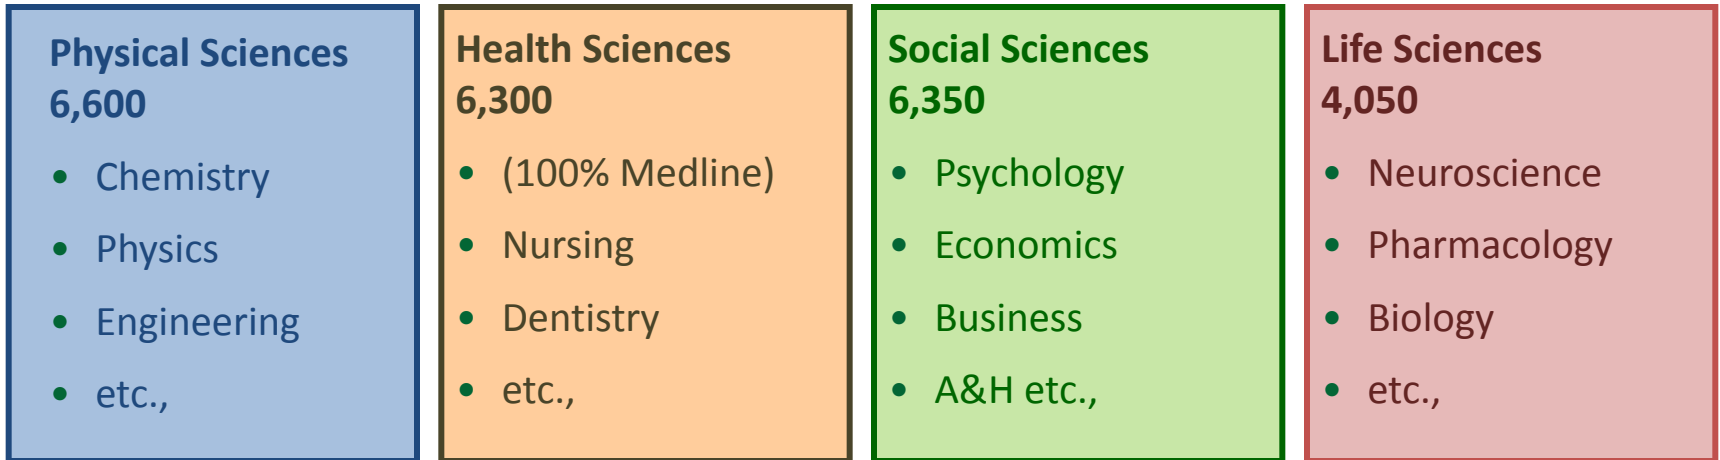 Physical Sciences
6,600
• Chemistry
• Physics
• Engineering
• etc.,
Health Sciences
6,300
• (100% Medline)
• Nursing
• Dentistry
• etc.,
Social Sciences
6,350
• Psychology
• Economics
• Business
• A&H etc.,
Life Sciences
4,050
• Neuroscience
• Pharmacology
• Biology
• etc.,